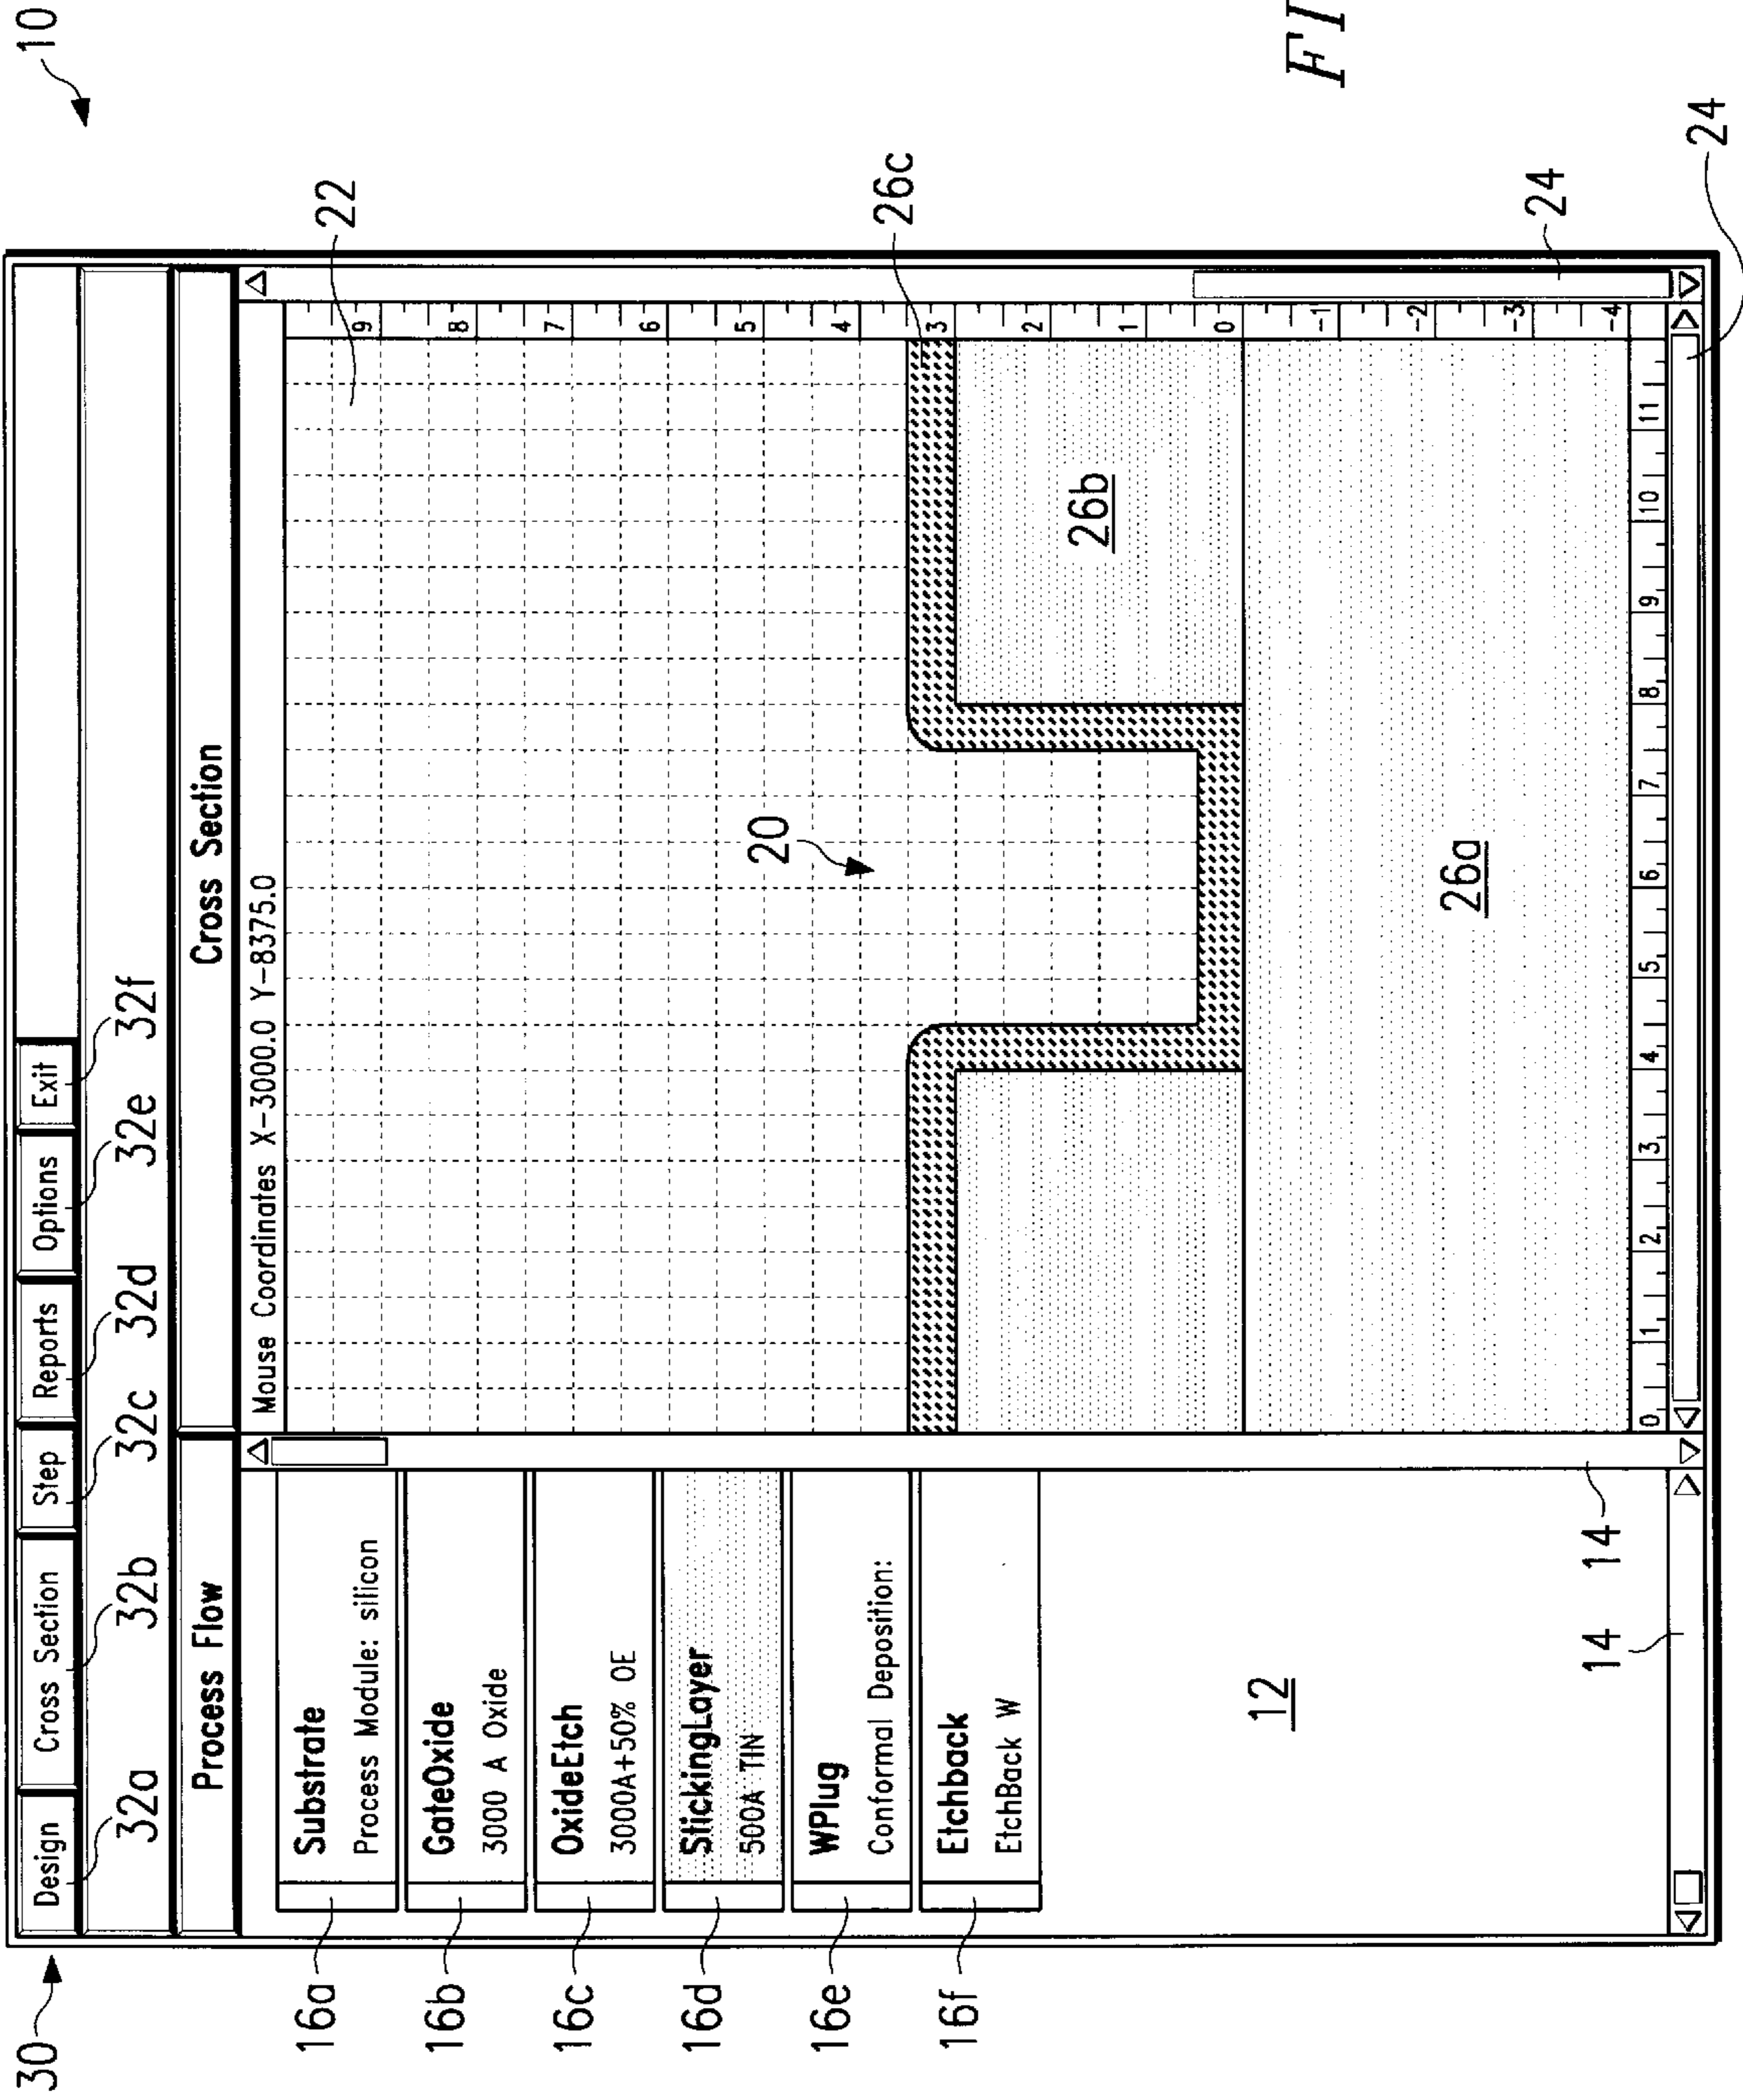 10
30
Design Cross Section Step Reports Options Exit
32a 32b 32c 32d 32e 32f
Process Flow
Cross Section
Mouse Coordinates X-3000.0 Y-8375.0
22
16a
Substrate
Process Module: silicon
16b
GateOxide
3000 A Oxide
16c
OxideEtch
3000A+50% OE
16d
StickingLayer
500A TIN
16e
WPlug
Conformal Deposition:
16f
Etchback
EtchBack W
12
14
14
20
26c
26b
26a
9
8
7
6
5
4
3
2
1
0
-1
-2
-3
-4
0 1 2 3 4 5 6 7 8 9 10 11
24
24
FI